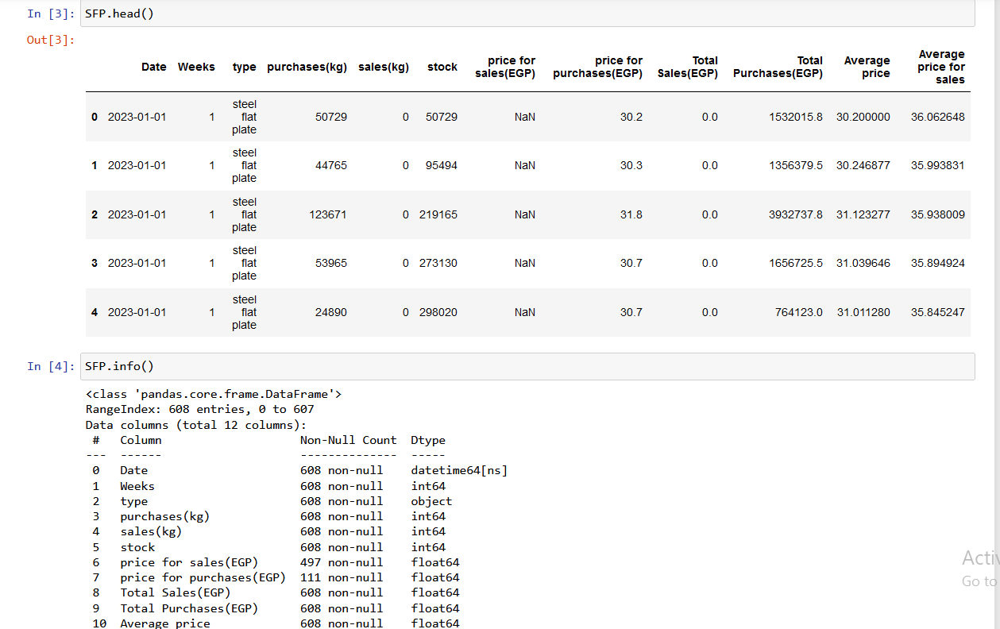 In [3]: SFP.head()
Out[3]:
Date Weeks type purchases(kg) sales(kg) stock price for sales(EGP) price for purchases(EGP) Total Sales(EGP) Total Purchases(EGP) Average price Average price for sales
0 2023-01-01 1 steel flat plate 50729 0 50729 NaN 30.2 0.0 1532015.8 30.200000 36.062648
1 2023-01-01 1 steel flat plate 44765 0 95494 NaN 30.3 0.0 1356379.5 30.246877 35.993831
2 2023-01-01 1 steel flat plate 123671 0 219165 NaN 31.8 0.0 3932737.8 31.123277 35.938009
3 2023-01-01 1 steel flat plate 53965 0 273130 NaN 30.7 0.0 1656725.5 31.039646 35.894924
4 2023-01-01 1 steel flat plate 24890 0 298020 NaN 30.7 0.0 764123.0 31.011280 35.845247
In [4]: SFP.info()
<class 'pandas.core.frame.DataFrame'>
RangeIndex: 608 entries, 0 to 607
Data columns (total 12 columns):
# Column Non-Null Count Dtype
--- ------ -------------- -----
0 Date 608 non-null datetime64[ns]
1 Weeks 608 non-null int64
2 type 608 non-null object
3 purchases(kg) 608 non-null int64
4 sales(kg) 608 non-null int64
5 stock 608 non-null int64
6 price for sales(EGP) 497 non-null float64
7 price for purchases(EGP) 111 non-null float64
8 Total Sales(EGP) 608 non-null float64
9 Total Purchases(EGP) 608 non-null float64
10 Average price 608 non-null float64
Go to